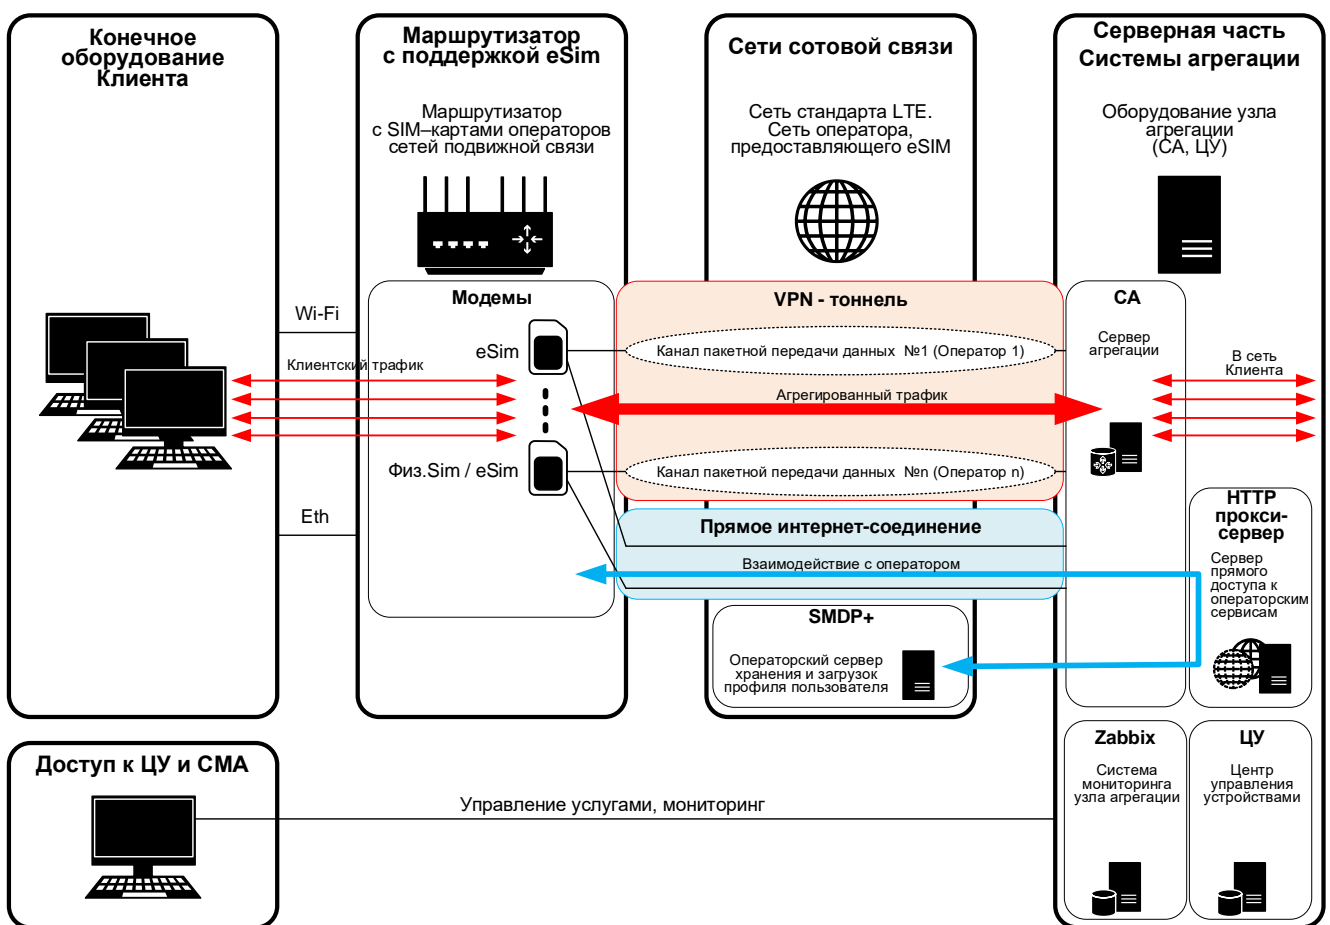 Конечное
оборудование
Клиента
Маршрутизатор
с поддержкой eSim
Маршрутизатор
с SIM–картами операторов
сетей подвижной связи
Сети сотовой связи
Сеть стандарта LTE.
Сеть оператора,
предоставляющего eSIM
Серверная часть
Системы агрегации
Оборудование узла
агрегации
(СА, ЦУ)
Wi-Fi
Клиентский трафик
Eth
Модемы
eSim
Физ.Sim / eSim
VPN - тоннель
Канал пакетной передачи данных №1 (Оператор 1)
Агрегированный трафик
Канал пакетной передачи данных №n (Оператор n)
Прямое интернет-соединение
Взаимодействие с оператором
SMDP+
Операторский сервер
хранения и загрузок
профиля пользователя
СА
Сервер
агрегации
В сеть
Клиента
HTTP
прокси-
сервер
Сервер
прямого
доступа к
операторским
сервисам
Доступ к ЦУ и СМА
Управление услугами, мониторинг
Zabbix
Система
мониторинга
узла агрегации
ЦУ
Центр
управления
устройствами